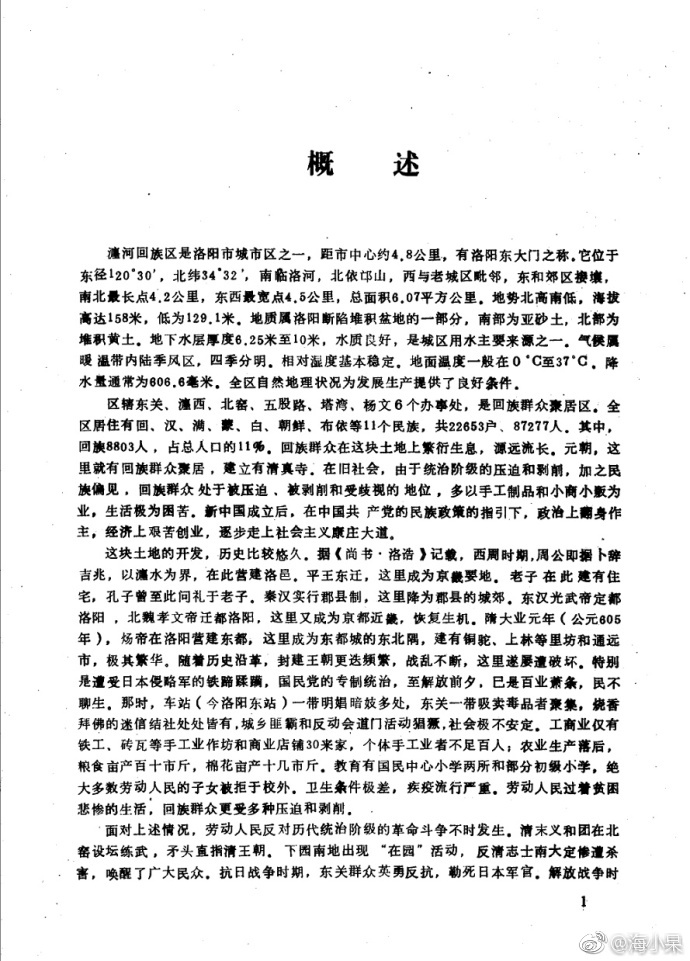 概 述
瀍河回族区是洛阳市城市区之一，距市中心约4.8公里，有洛阳东大门之称。它位于
东径120°30′，北纬34°32′，南临洛河，北依邙山，西与老城区毗邻，东和郊区接壤，
南北最长点4.2公里，东西最宽点4.5公里，总面积6.07平方公里。地势北高南低，海拔
高达158米，低为129.1米。地质属洛阳断陷堆积盆地的一部分，南部为亚砂土，北部为
堆积黄土。地下水层厚度6.25米至10米，水质良好，是城区用水主要来源之一。气候属
暖温带内陆季风区，四季分明。相对湿度基本稳定。地面温度一般在0℃至37℃。降
水量通常为606.6毫米。全区自然地理状况为发展生产提供了良好条件。
区辖东关、瀍西、北窑、五股路、塔湾、杨文6个办事处，是回族群众聚居区。全
区居住有回、汉、满、蒙、白、朝鲜、布依等11个民族，共22653户、87277人。其中，
回族8803人，占总人口的11%。回族群众在这块土地上繁衍生息，源远流长。元朝，这
里就有回族群众聚居，建立有清真寺。在旧社会，由于统治阶级的压迫和剥削，加之民
族偏见，回族群众处于被压迫、被剥削和受歧视的地位，多以手工制品和小商小贩为
业，生活极为困苦。新中国成立后，在中国共产党的民族政策的指引下，政治上翻身作
主，经济上艰苦创业，逐步走上社会主义康庄大道。
这块土地的开发，历史比较悠久。据《尚书·洛浩》记载，西周时期，周公即据卜辞
吉兆，以瀍水为界，在此营建洛邑。平王东迁，这里成为京畿要地。老子在此建有住
宅，孔子曾至此问礼于老子。秦汉实行郡县制，这里降为郡县的城郊。东汉光武帝定都
洛阳，北魏孝文帝迁都洛阳，这里又成为京都近畿，恢复生机。隋大业元年（公元605
年），炀帝在洛阳营建东都，这里成为东都城的东北隅，建有铜驼、上林等里坊和通远
市，极其繁华。随着历史沿革，封建王朝更迭频繁，战乱不断，这里遂屡遭破坏。特别
是遭受日本侵略军的铁蹄蹂躏，国民党的专制统治，至解放前夕，已是百业萧条，民不
聊生。那时，车站（今洛阳东站）一带明娼暗妓多处，东关一带吸卖毒品者聚集，烧香
拜佛的迷信结社处处皆有，城乡匪霸和反动会道门活动猖獗，社会极不安定。工商业仅有
铁工、砖瓦等手工业作坊和商业店铺30来家，个体手工业者不足百人；农业生产落后，
粮食亩产百十市斤，棉花亩产十几市斤。教育有国民中心小学两所和部分初级小学，绝
大多数劳动人民的子女被拒于校外。卫生条件极差，疾疫流行严重。劳动人民过着贫困
悲惨的生活，回族群众更受多种压迫和剥削。
面对上述情况，劳动人民反对历代统治阶级的革命斗争不时发生。清末义和团在北
窑设坛练武，矛头直指清王朝。下园南地出现“在园”活动，反清志士南大定惨遭杀
害，唤醒了广大民众。抗日战争时期，东关群众英勇反抗，勒死日本军官。解放战争时
1
@海小杲